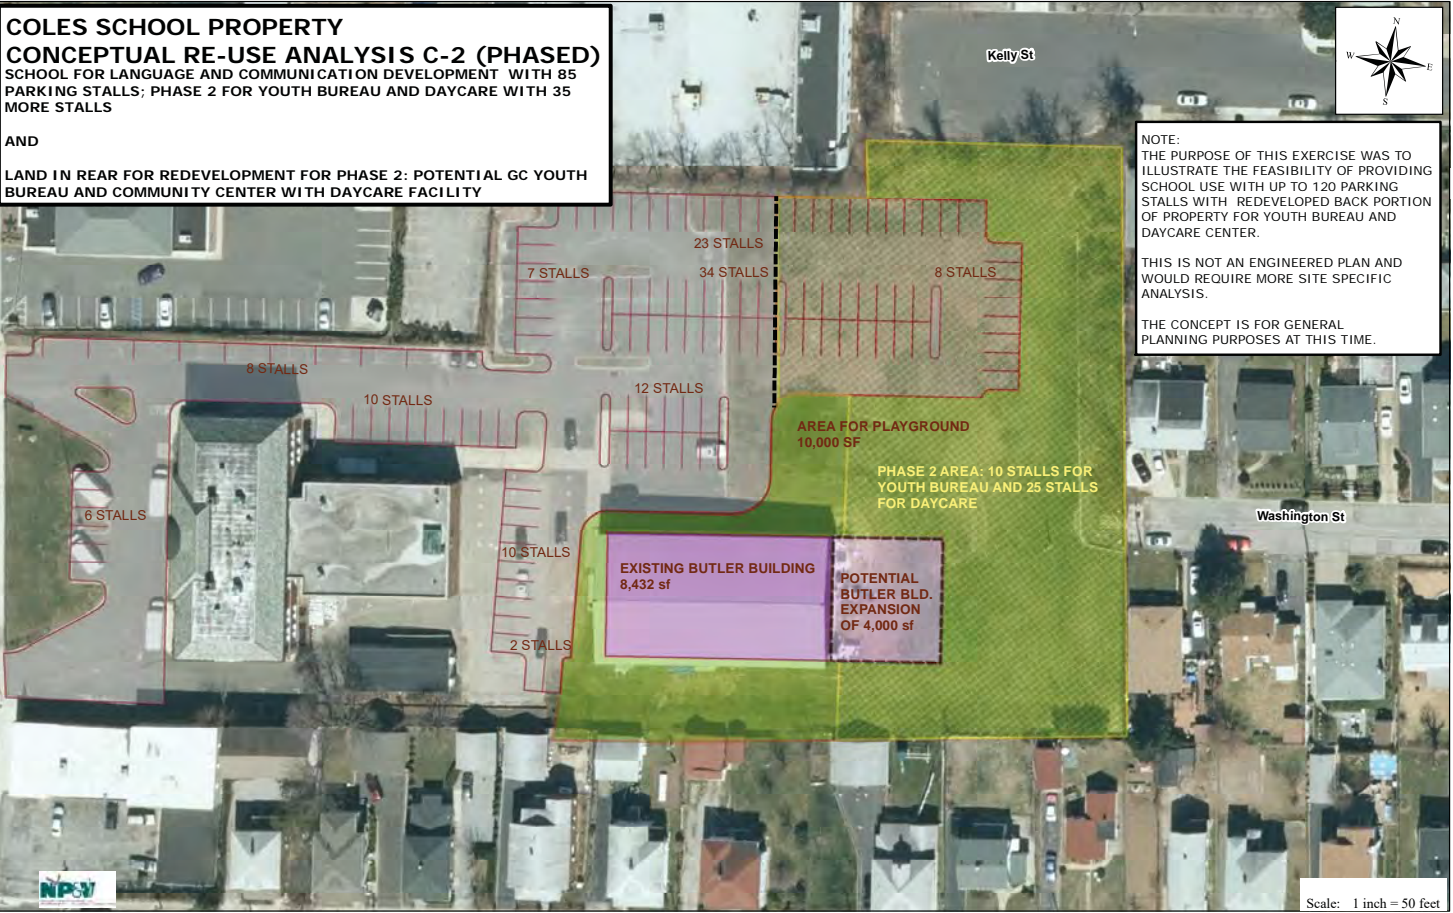 COLES SCHOOL PROPERTY
CONCEPTUAL RE-USE ANALYSIS C-2 (PHASED)
SCHOOL FOR LANGUAGE AND COMMUNICATION DEVELOPMENT WITH 85
PARKING STALLS; PHASE 2 FOR YOUTH BUREAU AND DAYCARE WITH 35
MORE STALLS
AND
LAND IN REAR FOR REDEVELOPMENT FOR PHASE 2: POTENTIAL GC YOUTH
BUREAU AND COMMUNITY CENTER WITH DAYCARE FACILITY
Kelly St
N
W
E
S
NOTE:
THE PURPOSE OF THIS EXERCISE WAS TO
ILLUSTRATE THE FEASIBILITY OF PROVIDING
SCHOOL USE WITH UP TO 120 PARKING
STALLS WITH REDEVELOPED BACK PORTION
OF PROPERTY FOR YOUTH BUREAU AND
DAYCARE CENTER.
THIS IS NOT AN ENGINEERED PLAN AND
WOULD REQUIRE MORE SITE SPECIFIC
ANALYSIS.
THE CONCEPT IS FOR GENERAL
PLANNING PURPOSES AT THIS TIME.
23 STALLS
7 STALLS
34 STALLS
8 STALLS
8 STALLS
10 STALLS
12 STALLS
AREA FOR PLAYGROUND
10,000 SF
PHASE 2 AREA: 10 STALLS FOR
YOUTH BUREAU AND 25 STALLS
FOR DAYCARE
6 STALLS
Washington St
10 STALLS
EXISTING BUTLER BUILDING
8,432 sf
POTENTIAL
BUTLER BLD.
EXPANSION
OF 4,000 sf
2 STALLS
NP&V
Scale: 1 inch = 50 feet